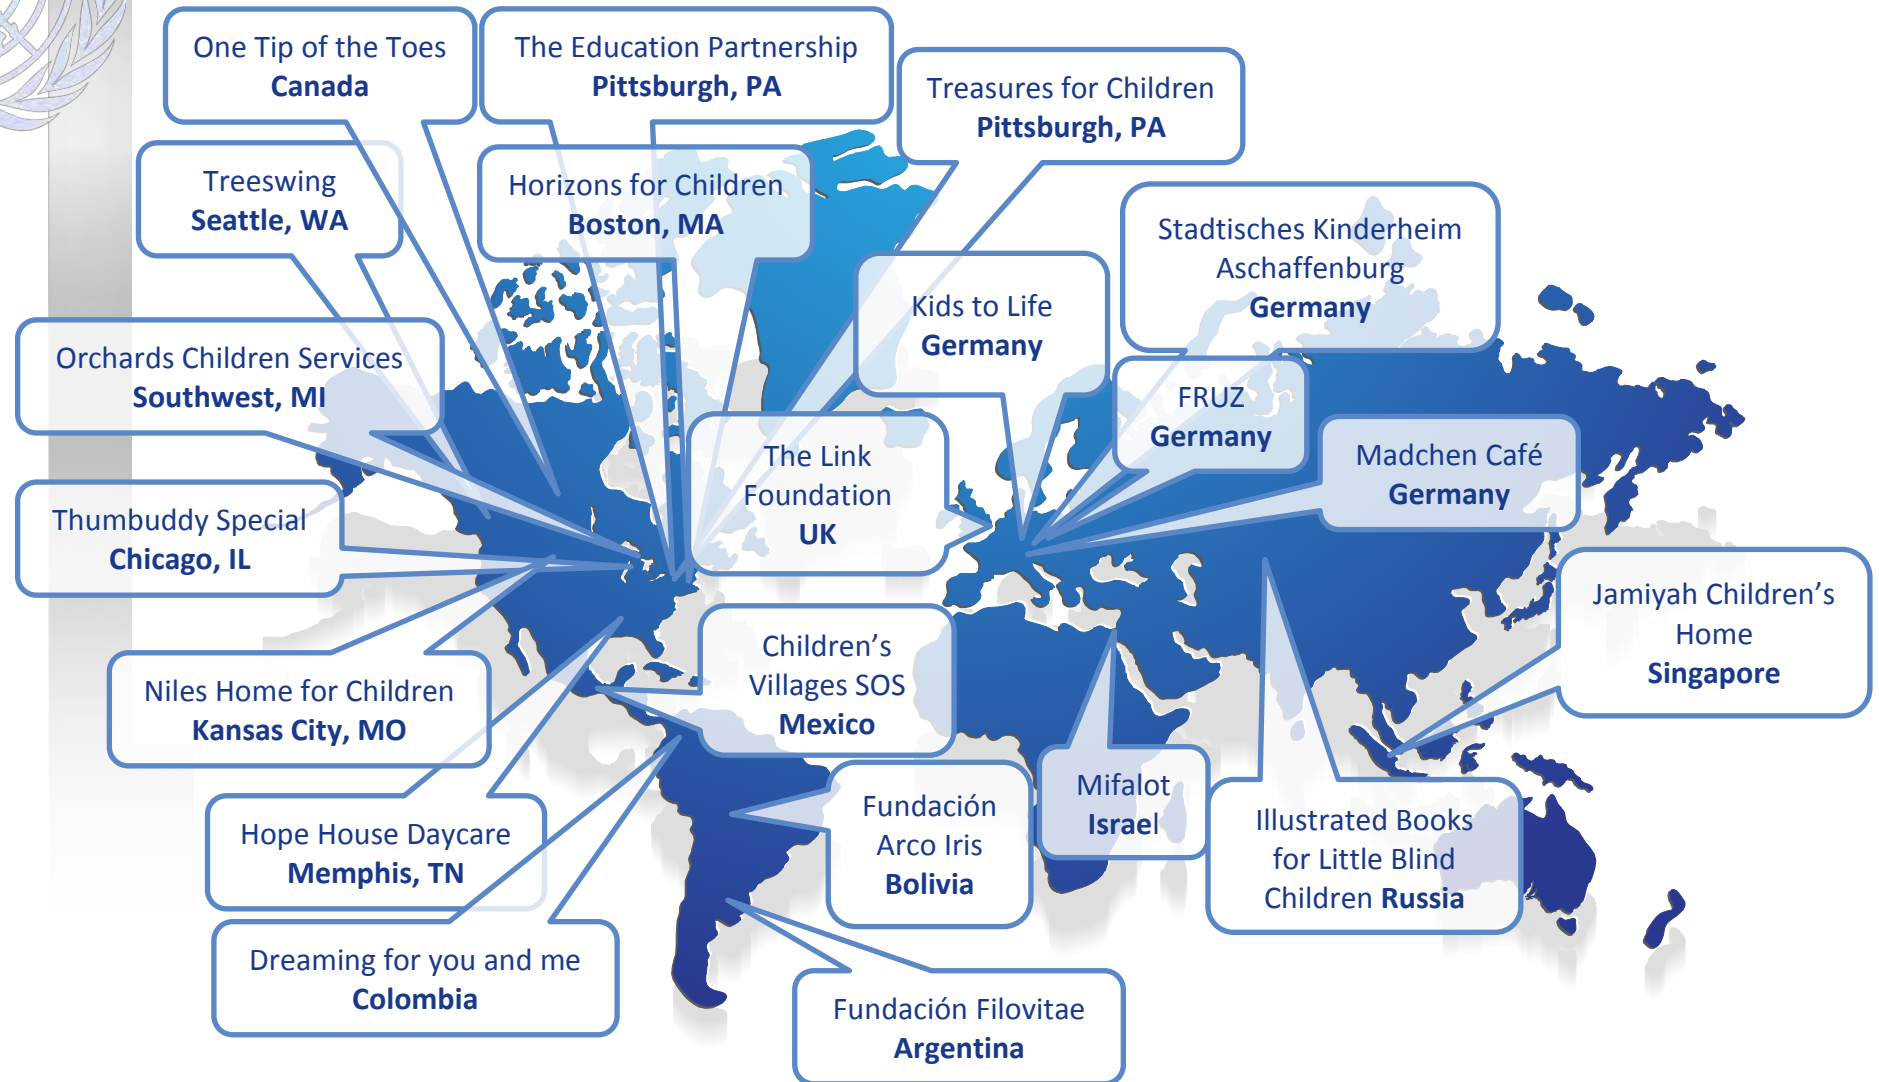 One Tip of the Toes
Canada
The Education Partnership
Pittsburgh, PA
Treasures for Children
Pittsburgh, PA
Treeswing
Seattle, WA
Horizons for Children
Boston, MA
Stadtisches Kinderheim
Aschaffenburg
Germany
Kids to Life
Germany
Orchards Children Services
Southwest, MI
FRUZ
Germany
The Link
Foundation
UK
Madchen Café
Germany
Thumbuddy Special
Chicago, IL
Jamiyah Children's
Home
Singapore
Children's
Villages SOS
Mexico
Niles Home for Children
Kansas City, MO
Mifalot
Israel
Fundación
Arco Iris
Bolivia
Illustrated Books
for Little Blind
Children Russia
Hope House Daycare
Memphis, TN
Dreaming for you and me
Colombia
Fundación Filovitae
Argentina